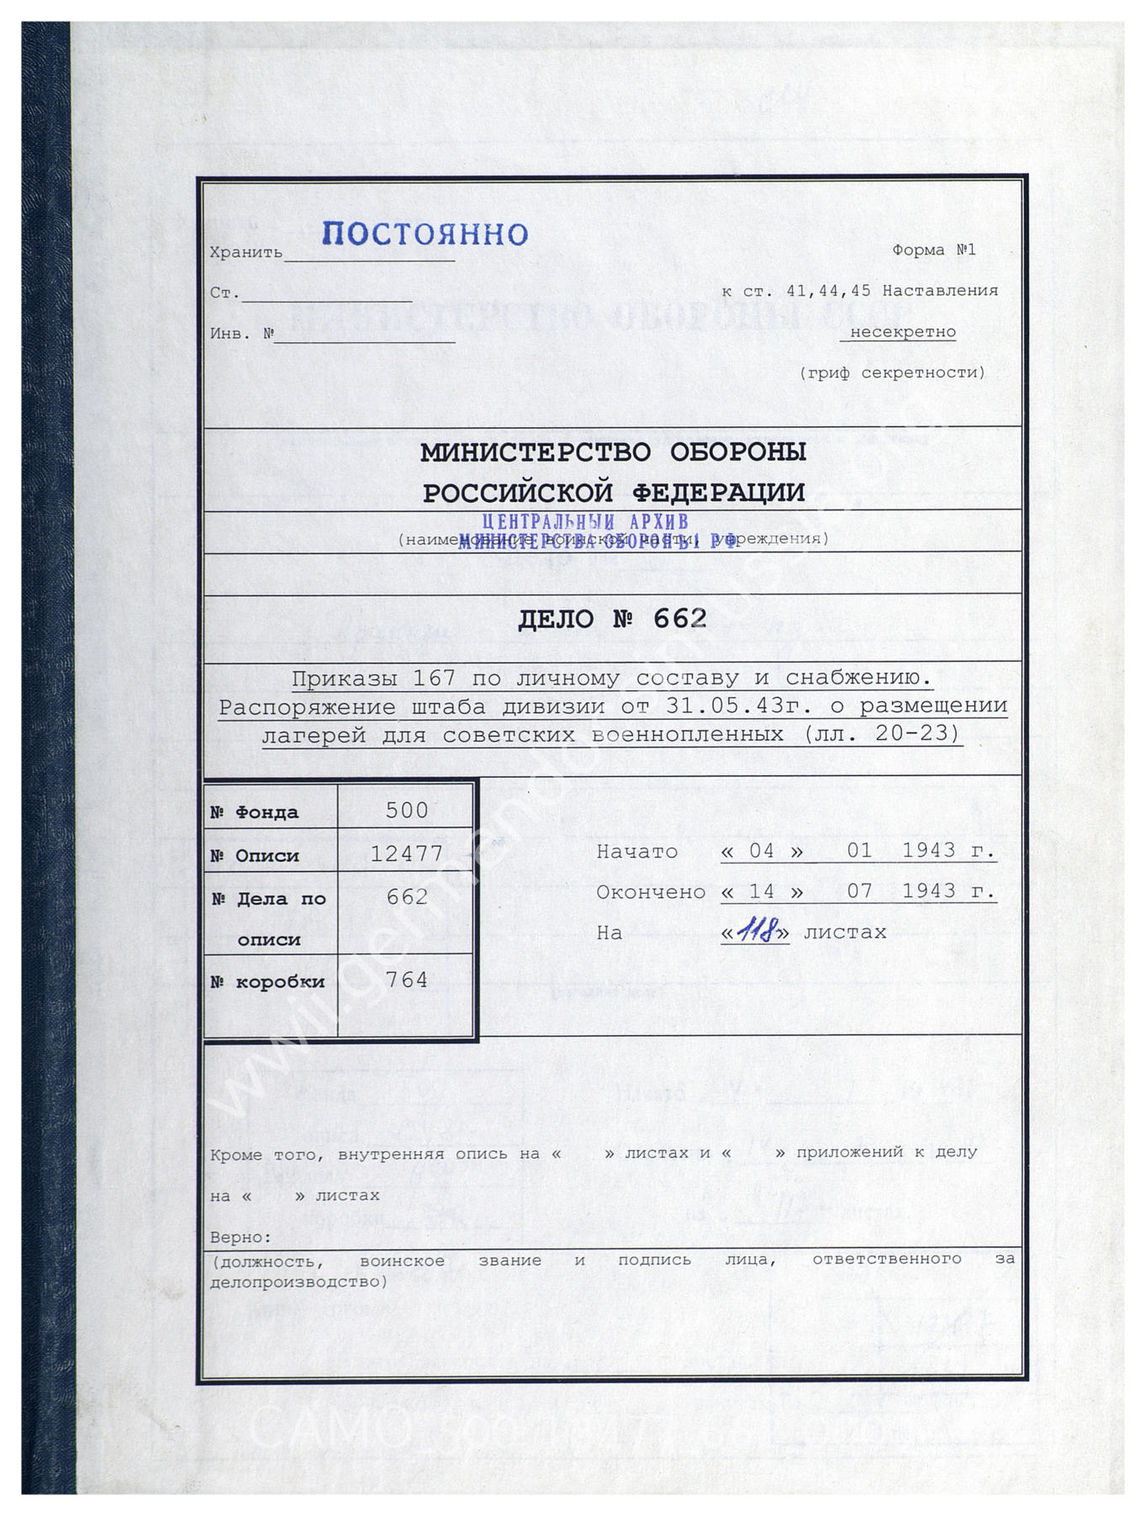 ПОСТОЯННО
Хранить
Форма №1
Ст.
к ст. 41,44,45 Наставления
Инв. №
несекретно
(гриф секретности)
МИНИСТЕРСТВО ОБОРОНЫ
РОССИЙСКОЙ ФЕДЕРАЦИИ
ЦЕНТРАЛЬНЫЙ АРХИВ
МИНИСТЕРСТВА ОБОРОНЫ РФ
(наименование воинской части, учреждения)
ДЕЛО № 662
Приказы 167 по личному составу и снабжению.
Распоряжение штаба дивизии от 31.05.43г. о размещении
лагерей для советских военнопленных (лл. 20-23)
№ Фонда 500
№ Описи 12477
№ Дела по описи 662
№ коробки 764
Начато « 04 » 01 1943 г.
Окончено « 14 » 07 1943 г.
На «118» листах
Кроме того, внутренняя опись на « » листах и « » приложений к делу
на « » листах
Верно:
(должность, воинское звание и подпись лица, ответственного за
делопроизводство)